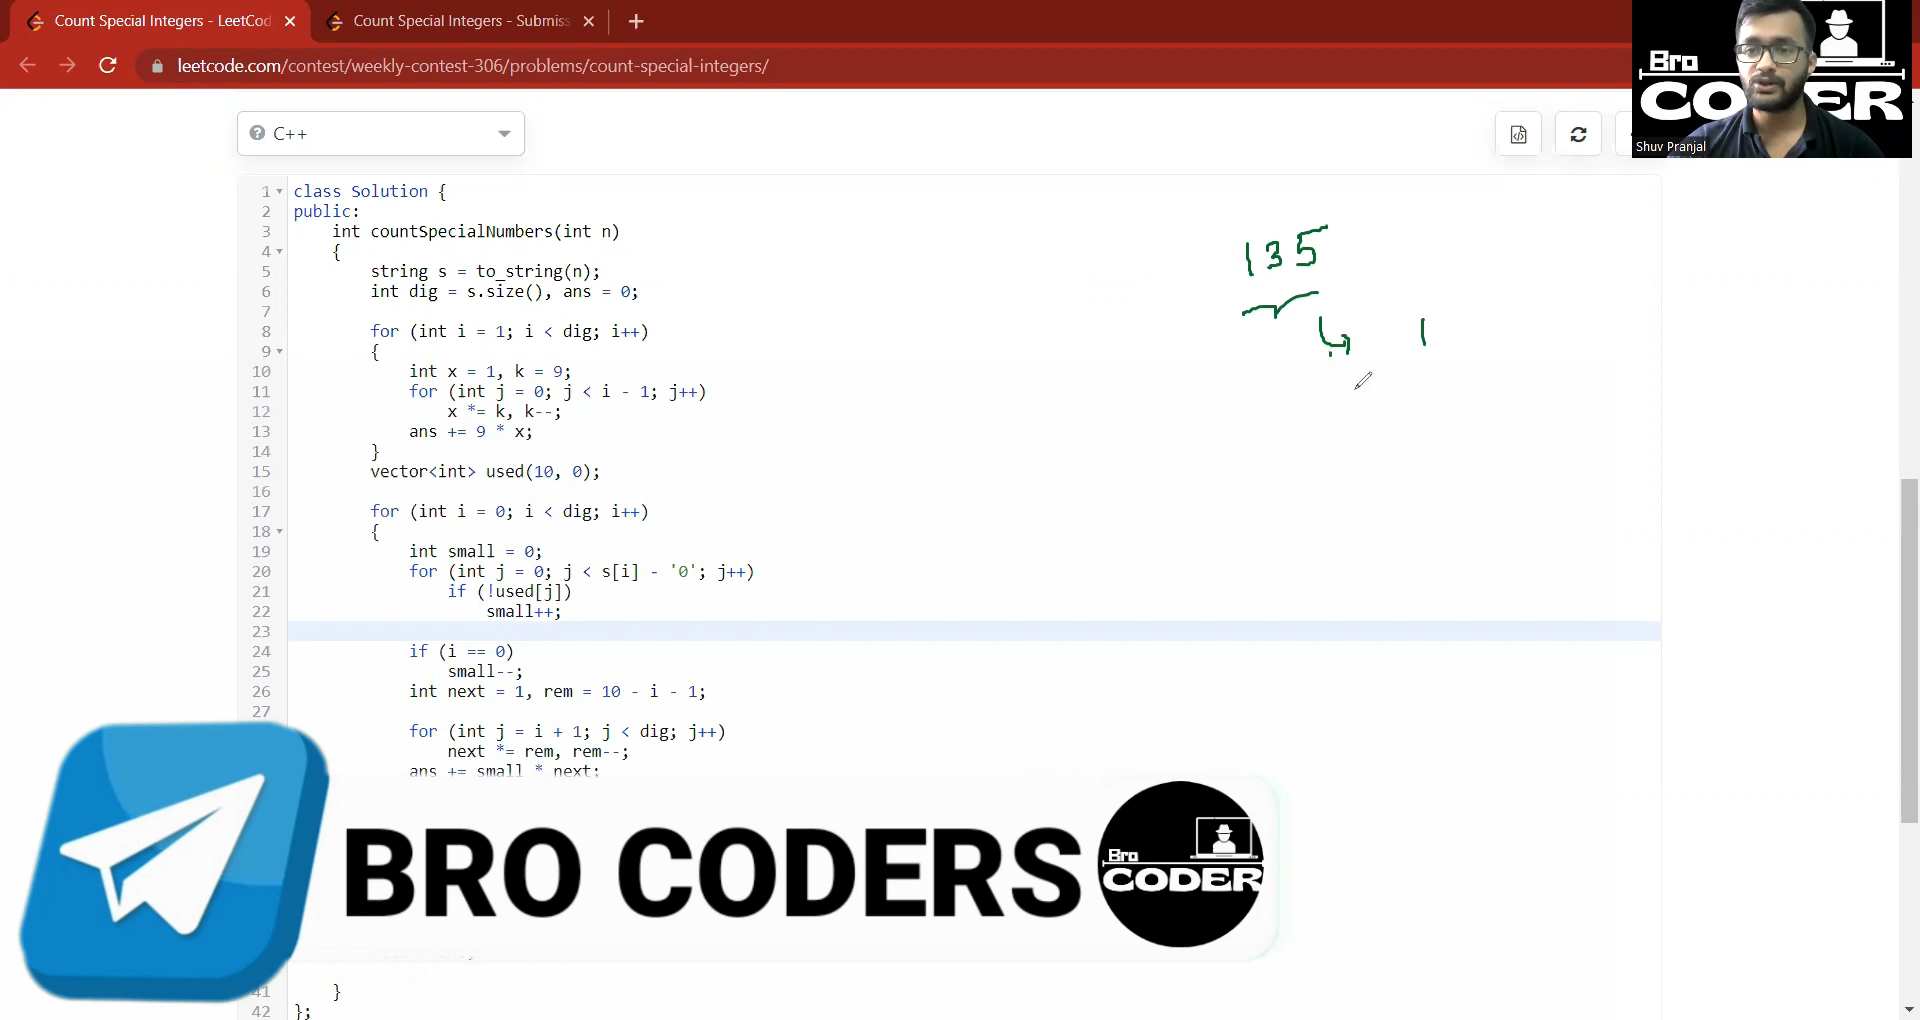 Count Special Integers - LeetCod
Count Special Integers - Submiss
leetcode.com/contest/weekly-contest-306/problems/count-special-integers/
Bro
CODER
Shuv Pranjal
C++
1 class Solution {
2 public:
3 int countSpecialNumbers(int n)
4 {
5 string s = to_string(n);
6 int dig = s.size(), ans = 0;
7
8 for (int i = 1; i < dig; i++)
9 {
10 int x = 1, k = 9;
11 for (int j = 0; j < i - 1; j++)
12 x *= k, k--;
13 ans += 9 * x;
14 }
15 vector<int> used(10, 0);
16
17 for (int i = 0; i < dig; i++)
18 {
19 int small = 0;
20 for (int j = 0; j < s[i] - '0'; j++)
21 if (!used[j])
22 small++;
23
24 if (i == 0)
25 small--;
26 int next = 1, rem = 10 - i - 1;
27
for (int j = i + 1; j < dig; j++)
next *= rem, rem--;
ans += small * next;
41 }
42 };
135
1
BRO CODERS
Bro
CODER